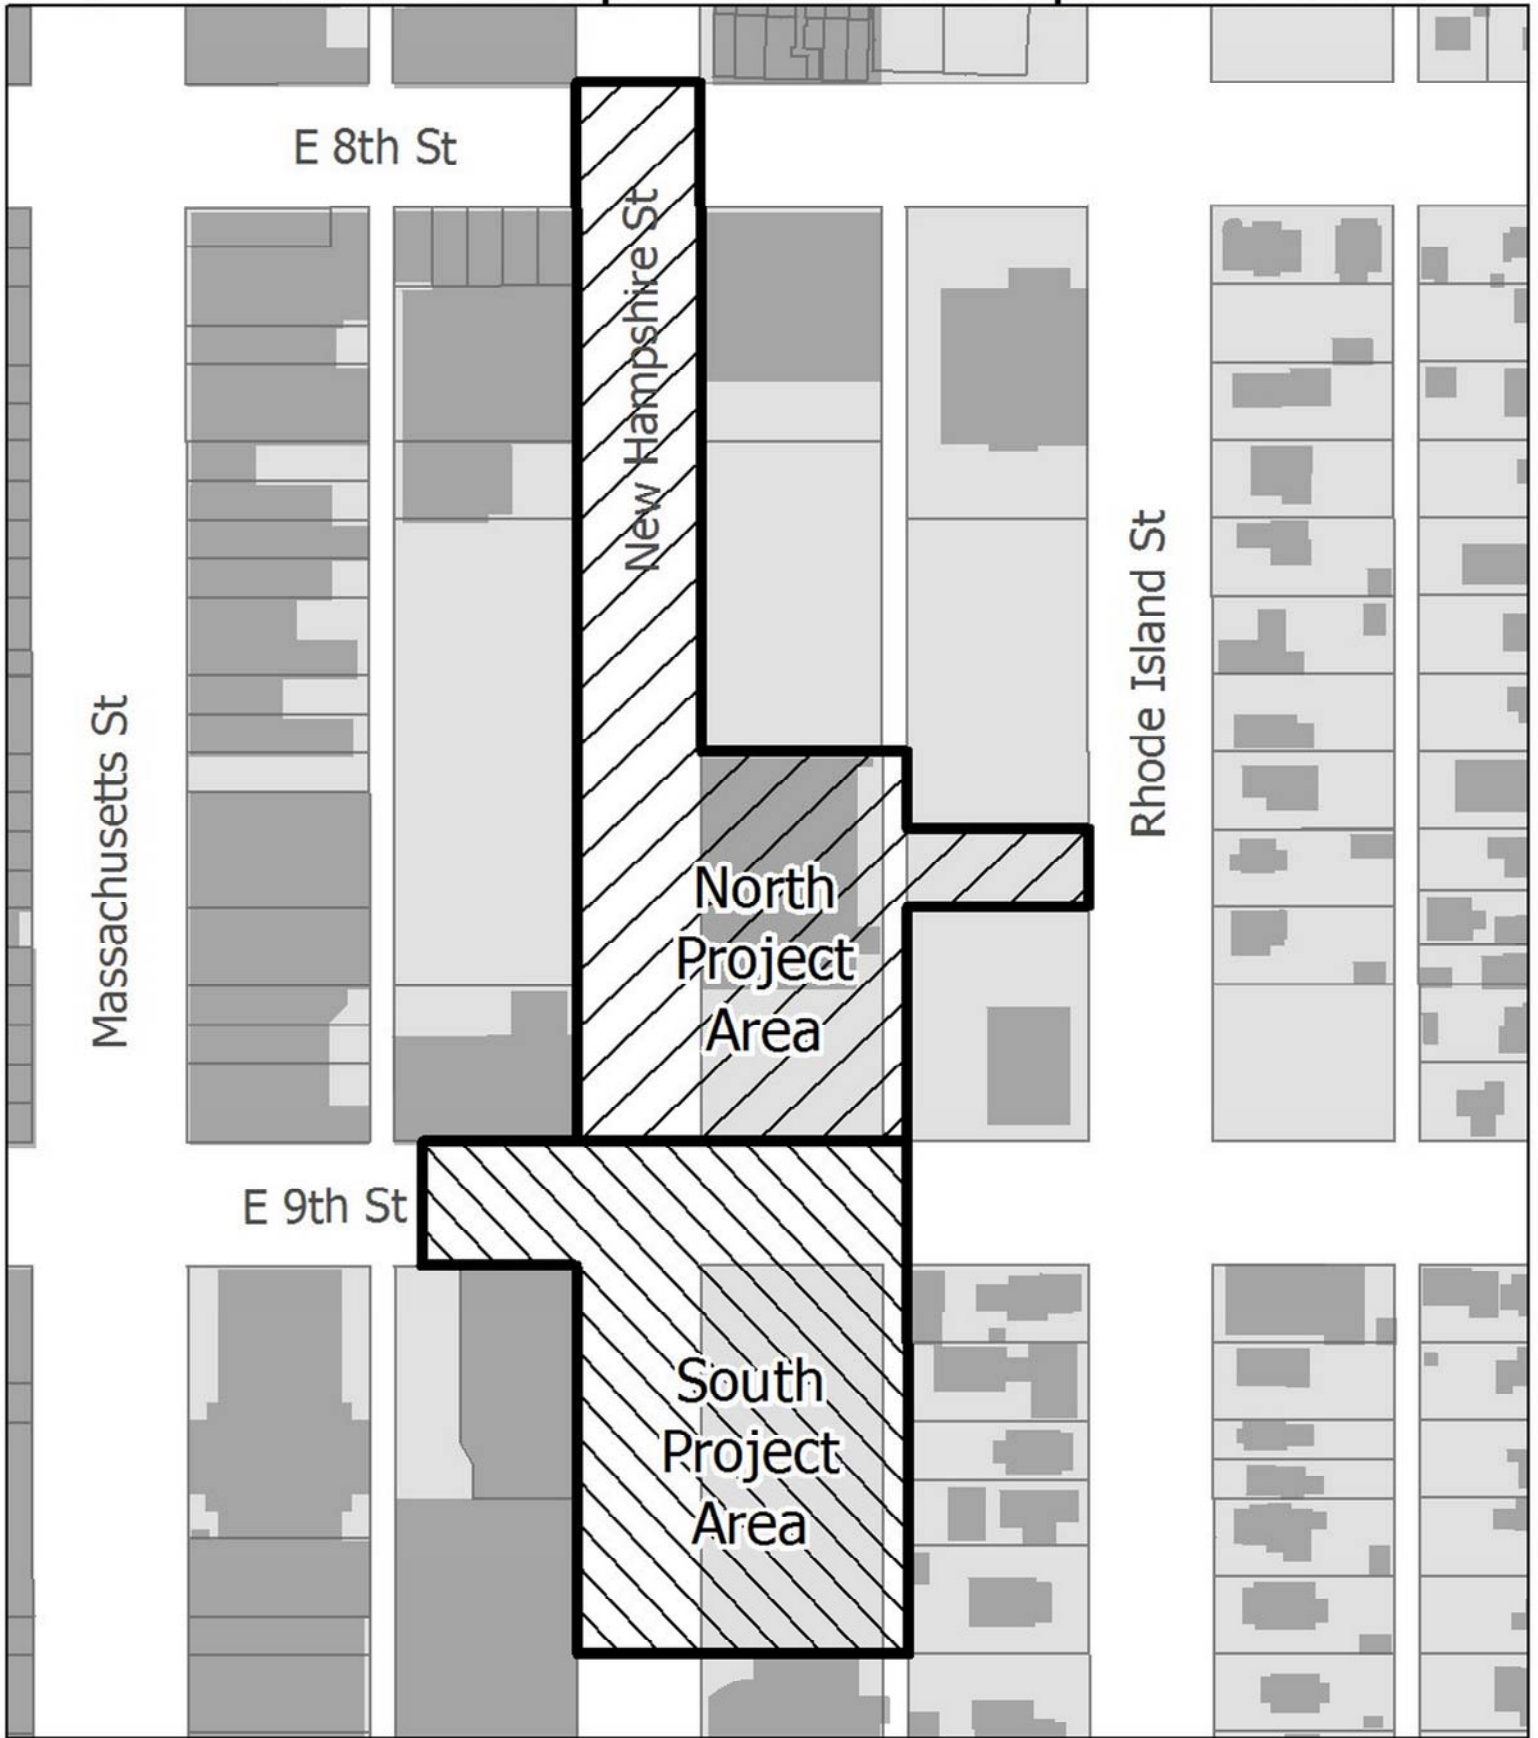 E 8th St
New Hampshire St
Rhode Island St
Massachusetts St
North
Project
Area
E 9th St
South
Project
Area